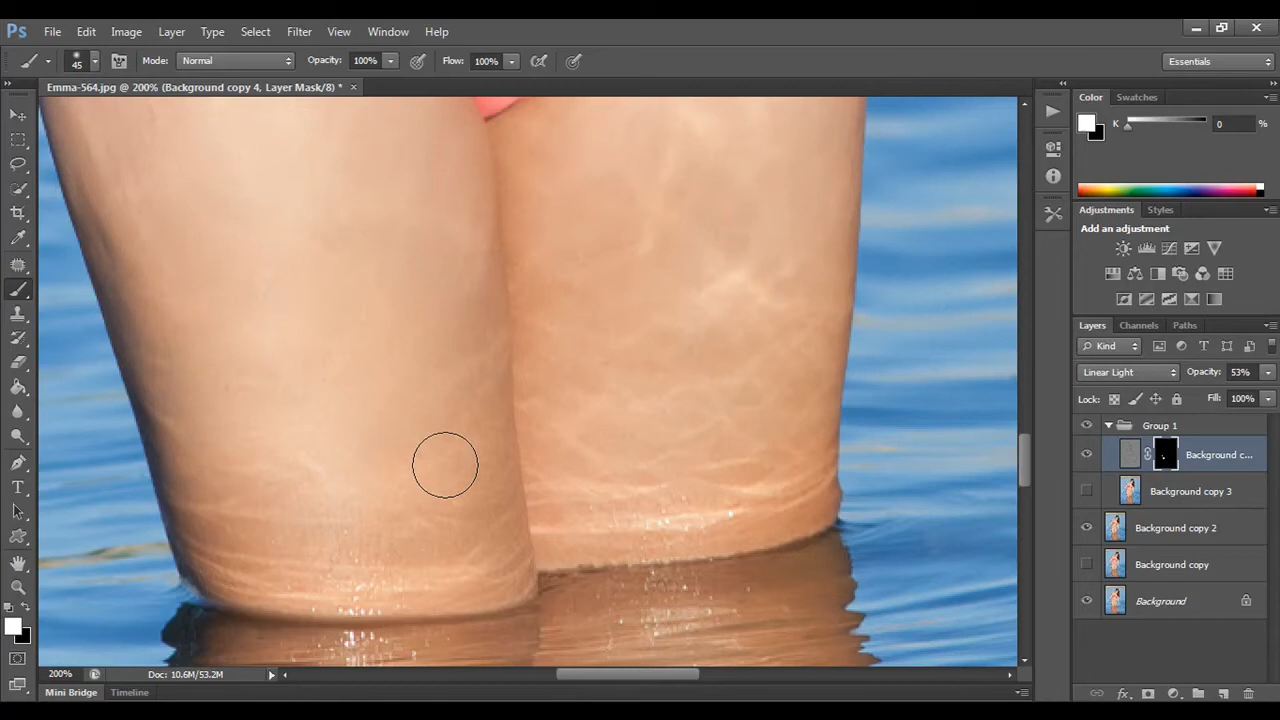 Ps File Edit Image Layer Type Select Filter View Window Help
45 Mode: Normal Opacity: 100% Flow: 100% Essentials
Emma-564.jpg @ 200% (Background copy 4, Layer Mask/8) * ×
Color Swatches
K 0 %
Adjustments Styles
Add an adjustment
Layers Channels Paths
Kind T
Linear Light Opacity: 53%
Lock: Fill: 100%
Group 1
Background c...
Background copy 3
Background copy 2
Background copy
Background
200% Doc: 10.6M/53.2M
Mini Bridge Timeline
fx